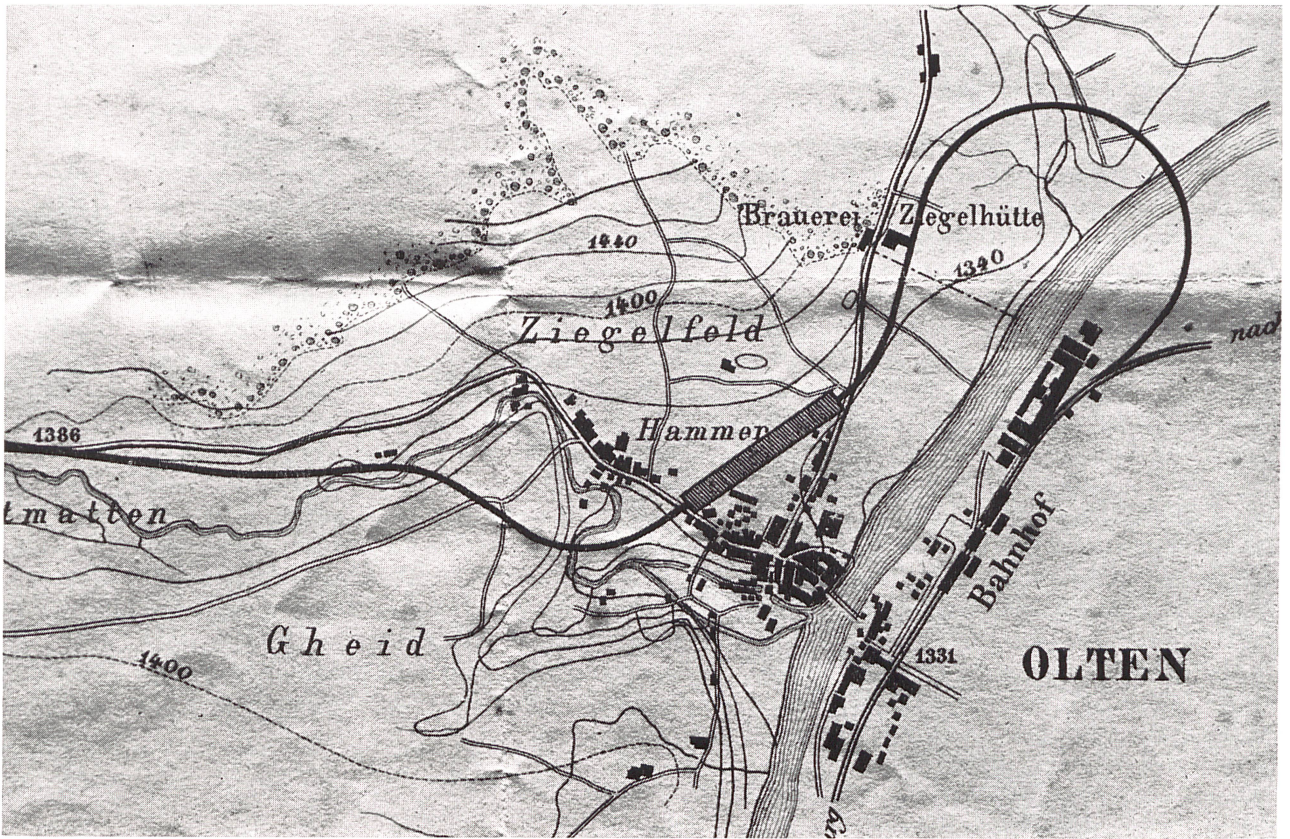 Brauerei Ziegelhütte
1440
1340
1400
Ziegelfeld
nach
Hammer
1386
tmatten
Bahnhof
Gheid
1331
OLTEN
1400